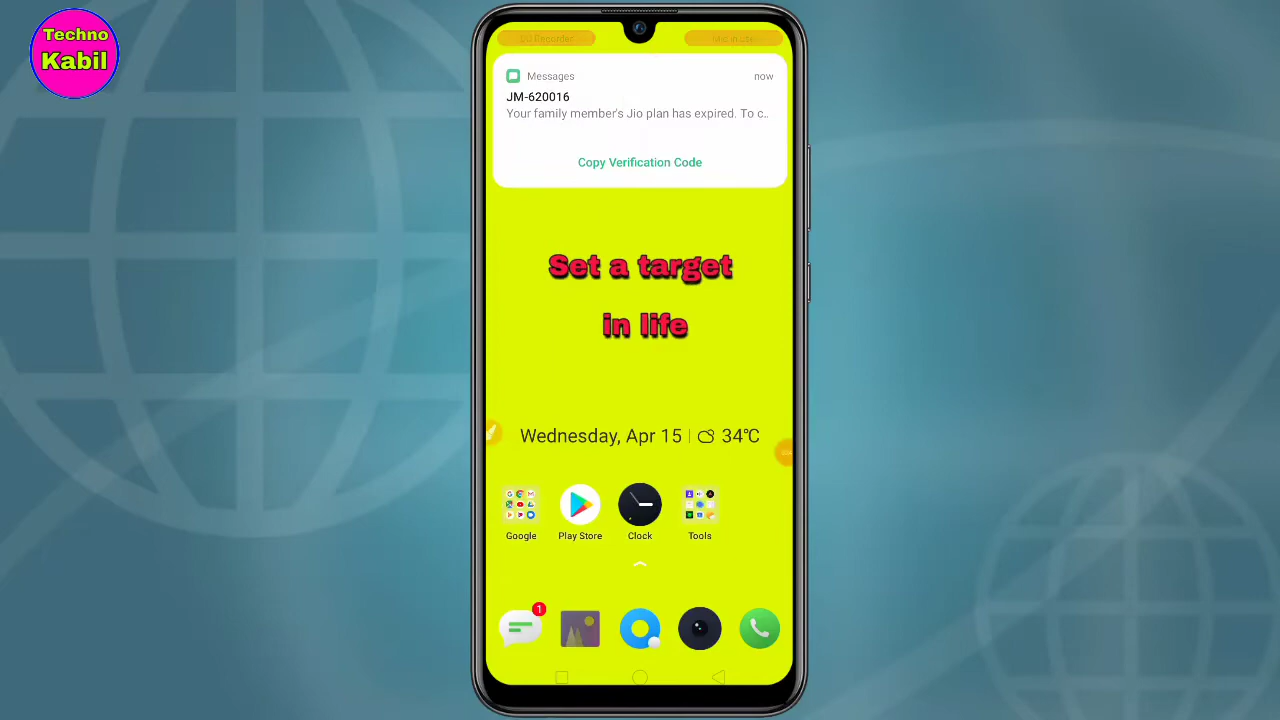 Techno
Kabil
Messages
now
JM-620016
Your family member's Jio plan has expired. To c..
Copy Verification Code
Set a target
in life
Wednesday, Apr 15
34℃
Google
Play Store
Clock
Tools
1